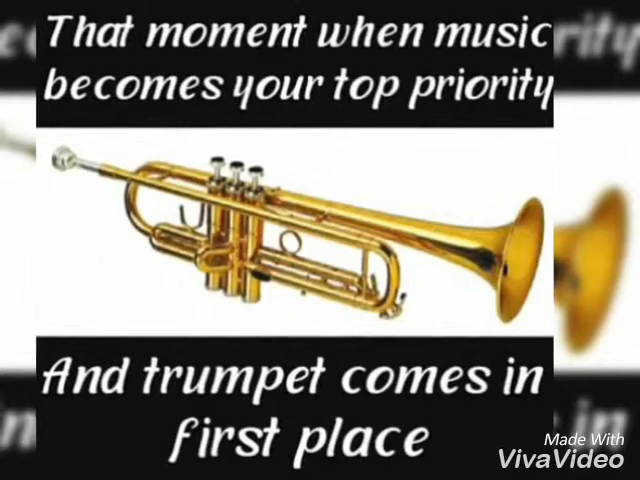 That moment when music
becomes your top priority
And trumpet comes in
first place
Made With
VivaVideo